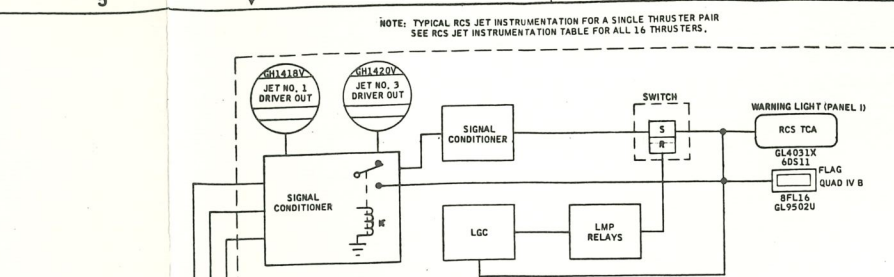 NOTE: TYPICAL RCS JET INSTRUMENTATION FOR A SINGLE THRUSTER PAIR
SEE RCS JET INSTRUMENTATION TABLE FOR ALL 16 THRUSTERS.
GH1418V
JET NO. 1
DRIVER OUT
GH1420V
JET NO. 3
DRIVER OUT
SIGNAL
CONDITIONER
K
SIGNAL
CONDITIONER
SWITCH
S
R
WARNING LIGHT (PANEL I)
RCS TCA
GL4031X
6DS11
FLAG
QUAD IV B
8FL16
GL9502U
LGC
LMP
RELAYS